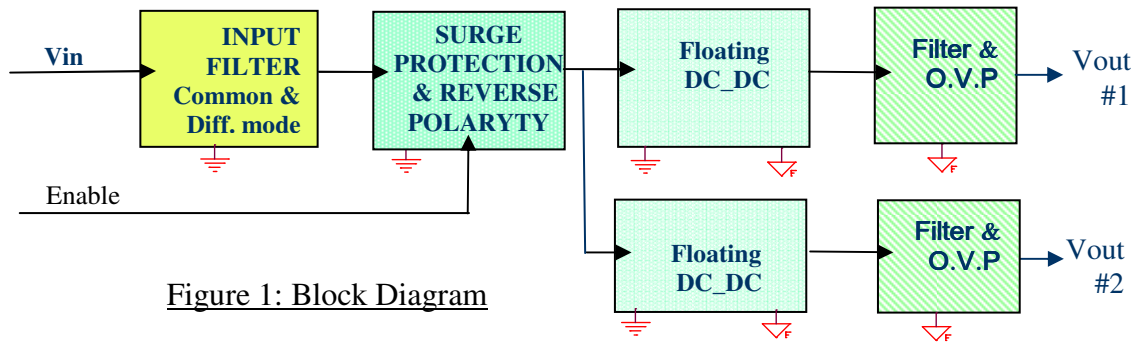 Vin
INPUT
FILTER
Common &
Diff. mode
SURGE
PROTECTION
& REVERSE
POLARYTY
Floating
DC_DC
Filter &
O.V.P
Vout
#1
Enable
Floating
DC_DC
Filter &
O.V.P
Vout
#2
F
F
F
F
Figure 1: Block Diagram